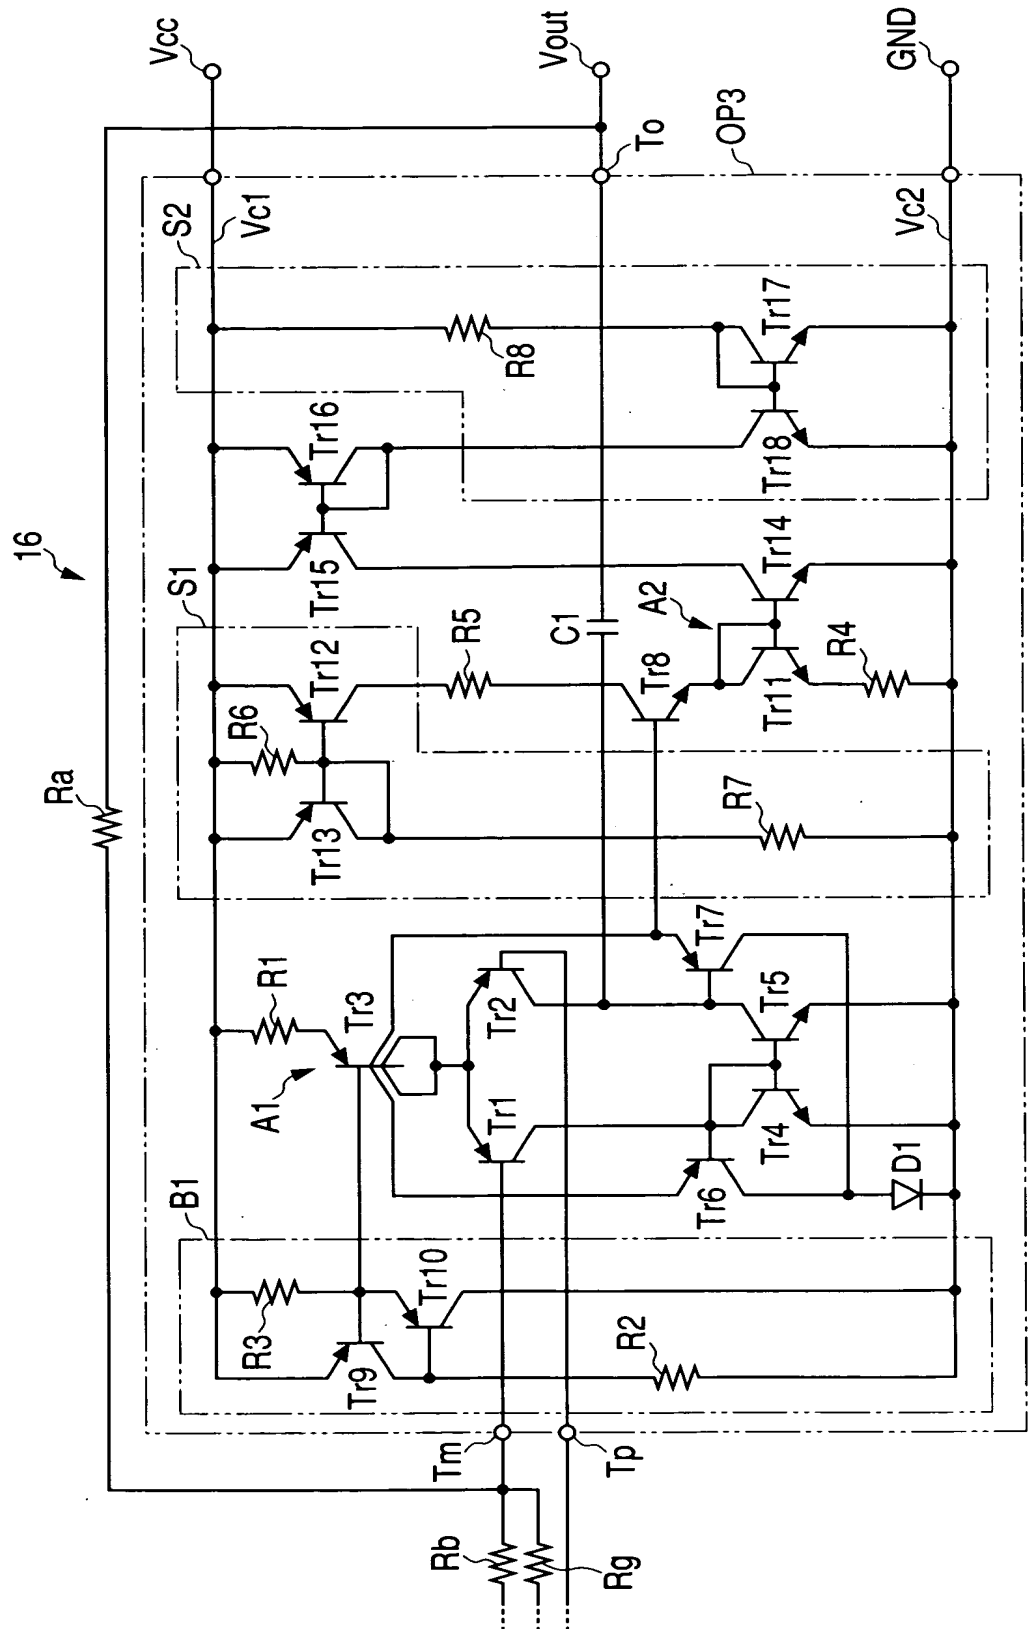 16
Vcc
Vout
GND
Ra
To
OP3
S2
Vc1
Vc2
S1
R8
Tr17
Tr18
Tr16
Tr15
Tr14
A2
C1
R5
Tr12
R6
Tr13
Tr8
Tr11
R4
R7
A1
R1
Tr3
Tr2
Tr1
Tr7
Tr5
Tr4
Tr6
D1
B1
R3
Tr10
Tr9
R2
Tm
Tp
Rb
Rg